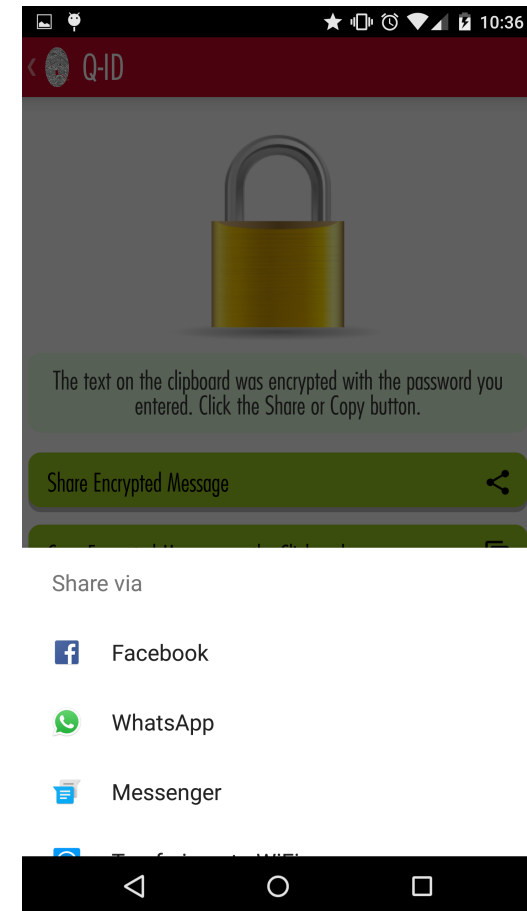 10:36
Q-ID
The text on the clipboard was encrypted with the password you
entered. Click the Share or Copy button.
Share Encrypted Message
Share via
Facebook
WhatsApp
Messenger